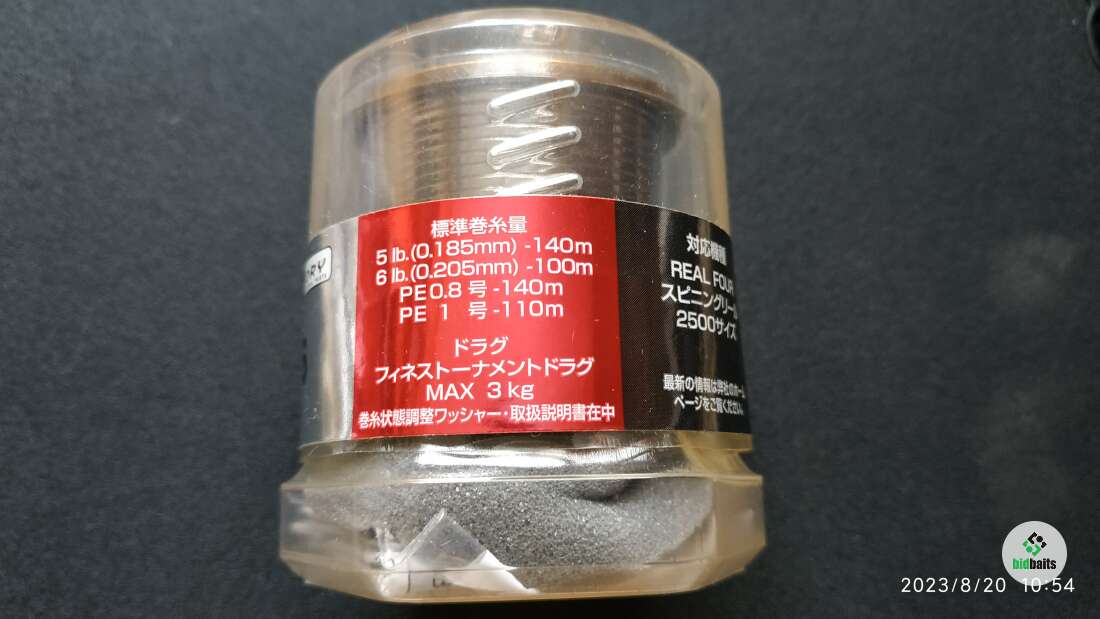 標準巻糸量
5 lb.(0.185mm) -140m
6 lb.(0.205mm) -100m
PE 0.8 号 -140m
PE 1 号 -110m
ドラグ
フィネストーナメントドラグ
MAX 3kg
巻糸状態調整ワッシャー・取扱説明書在中
対応機種
REAL FOUR
スピニングリール
2500サイズ
最新の情報は弊社のホーム
ページをご覧ください。
bidbaits
2023/8/20 10:54